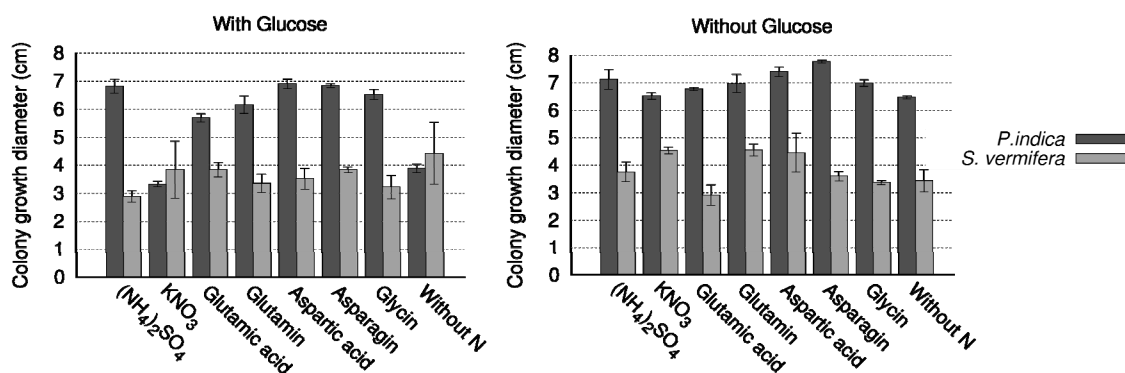 With Glucose
Colony growth diameter (cm)
8
7
6
5
4
3
2
1
0
(NH₄)₂SO₄
KNO₃
Glutamic acid
Glutamin
Aspartic acid
Asparagin
Glycin
Without N
Without Glucose
Colony growth diameter (cm)
8
7
6
5
4
3
2
1
0
(NH₄)₂SO₄
KNO₃
Glutamic acid
Glutamin
Aspartic acid
Asparagin
Glycin
Without N
P.indica
S. vermifera